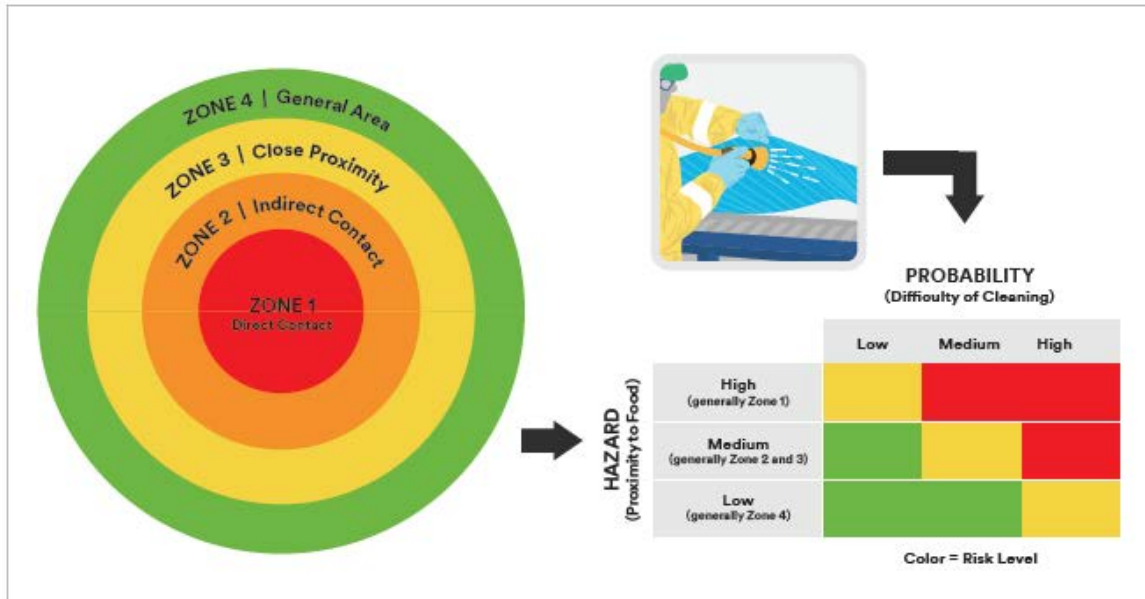 ZONE 4 | General Area
ZONE 3 | Close Proximity
ZONE 2 | Indirect Contact
ZONE 1
Direct Contact
PROBABILITY
(Difficulty of Cleaning)
Low Medium High
HAZARD
(Proximity to Food)
High
(generally Zone 1)
Medium
(generally Zone 2 and 3)
Low
(generally Zone 4)
Color = Risk Level